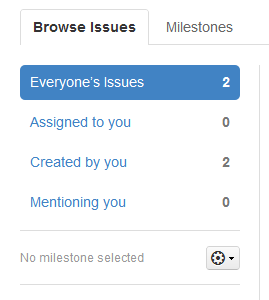 Browse Issues Milestones
Everyone's Issues 2
Assigned to you 0
Created by you 2
Mentioning you 0
No milestone selected